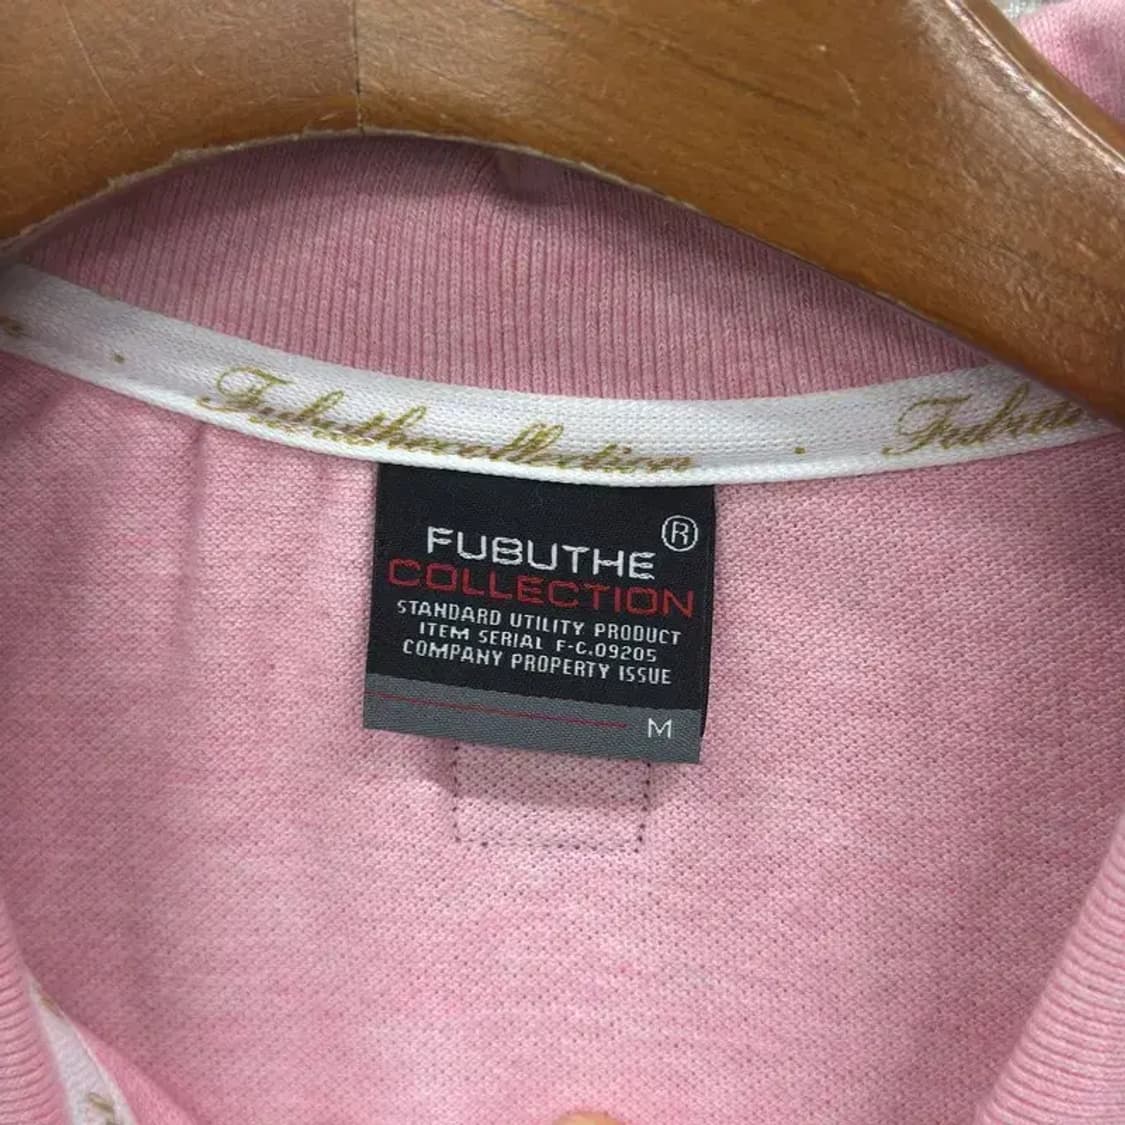 Fubuthecollection
FUBUTHE ®
COLLECTION
STANDARD UTILITY PRODUCT
ITEM SERIAL F-C.09205
COMPANY PROPERTY ISSUE
M